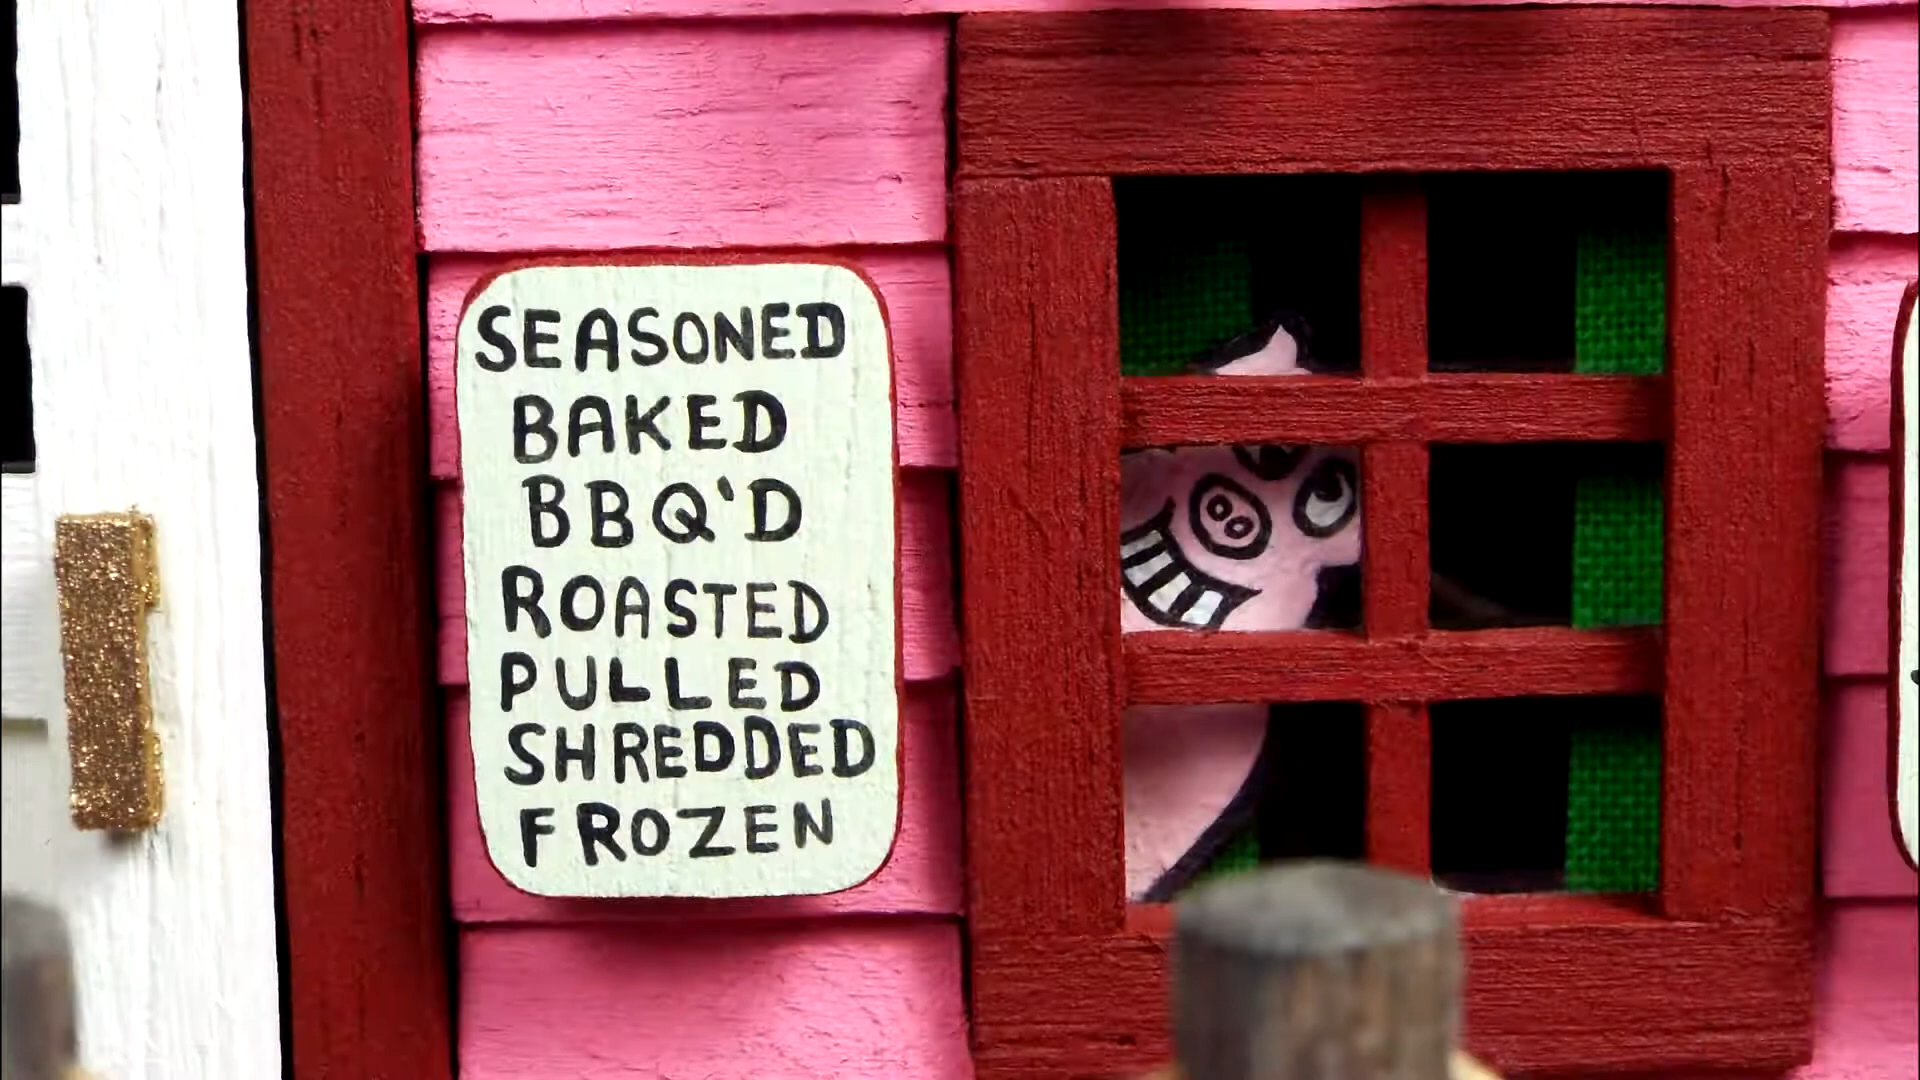 SEASONED
BAKED
BBQ'D
ROASTED
PULLED
SHREDDED
FROZEN